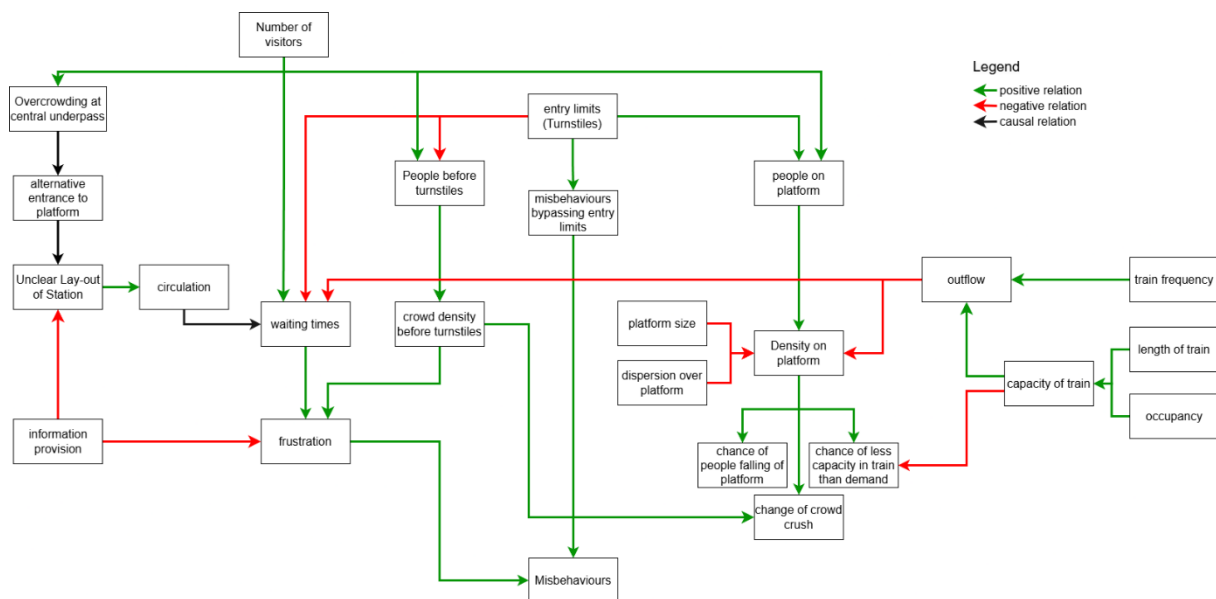 Number of
visitors
Legend
positive relation
negative relation
causal relation
Overcrowding at
central underpass
entry limits
(Turnstiles)
alternative
entrance to
platform
People before
turnstiles
misbehaviours
bypassing entry
limits
people on
platform
Unclear Lay-out
of Station
circulation
outflow
train frequency
waiting times
crowd density
before turnstiles
platform size
Density on
platform
length of train
dispersion over
platform
capacity of train
occupancy
information
provision
frustration
chance of
people falling of
platform
chance of less
capacity in train
than demand
change of crowd
crush
Misbehaviours